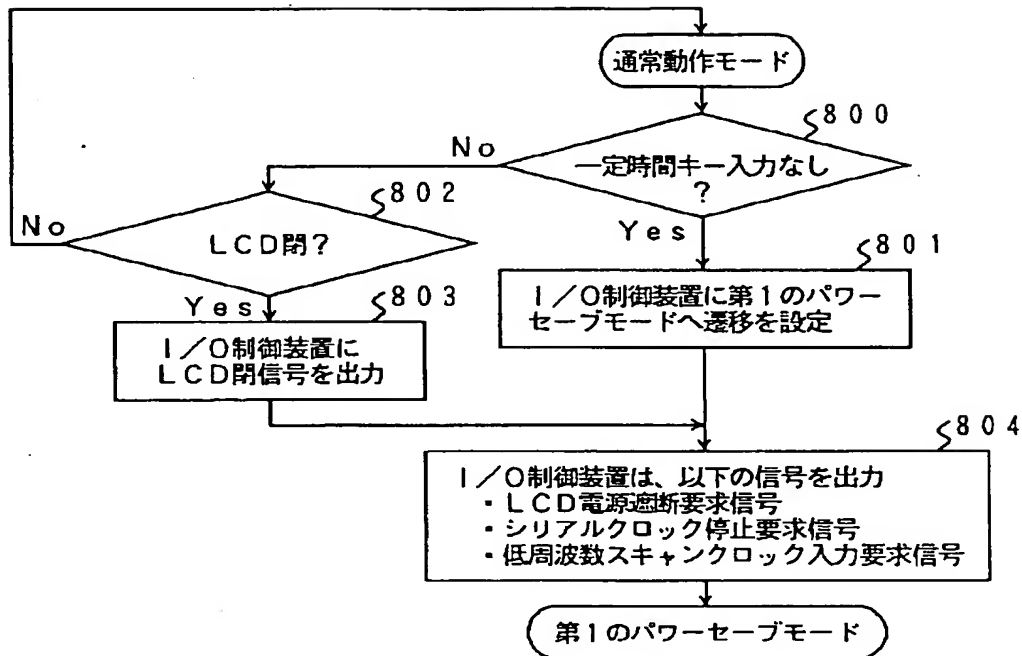 通常動作モード
800
一定時間キー入力なし
?
No
Yes
802
LCD閉?
No
Yes
801
I/O制御装置に第1のパワー
セーブモードへ遷移を設定
803
I/O制御装置に
LCD閉信号を出力
804
I/O制御装置は、以下の信号を出力
・LCD電源遮断要求信号
・シリアルクロック停止要求信号
・低周波数スキャンクロック入力要求信号
第1のパワーセーブモード